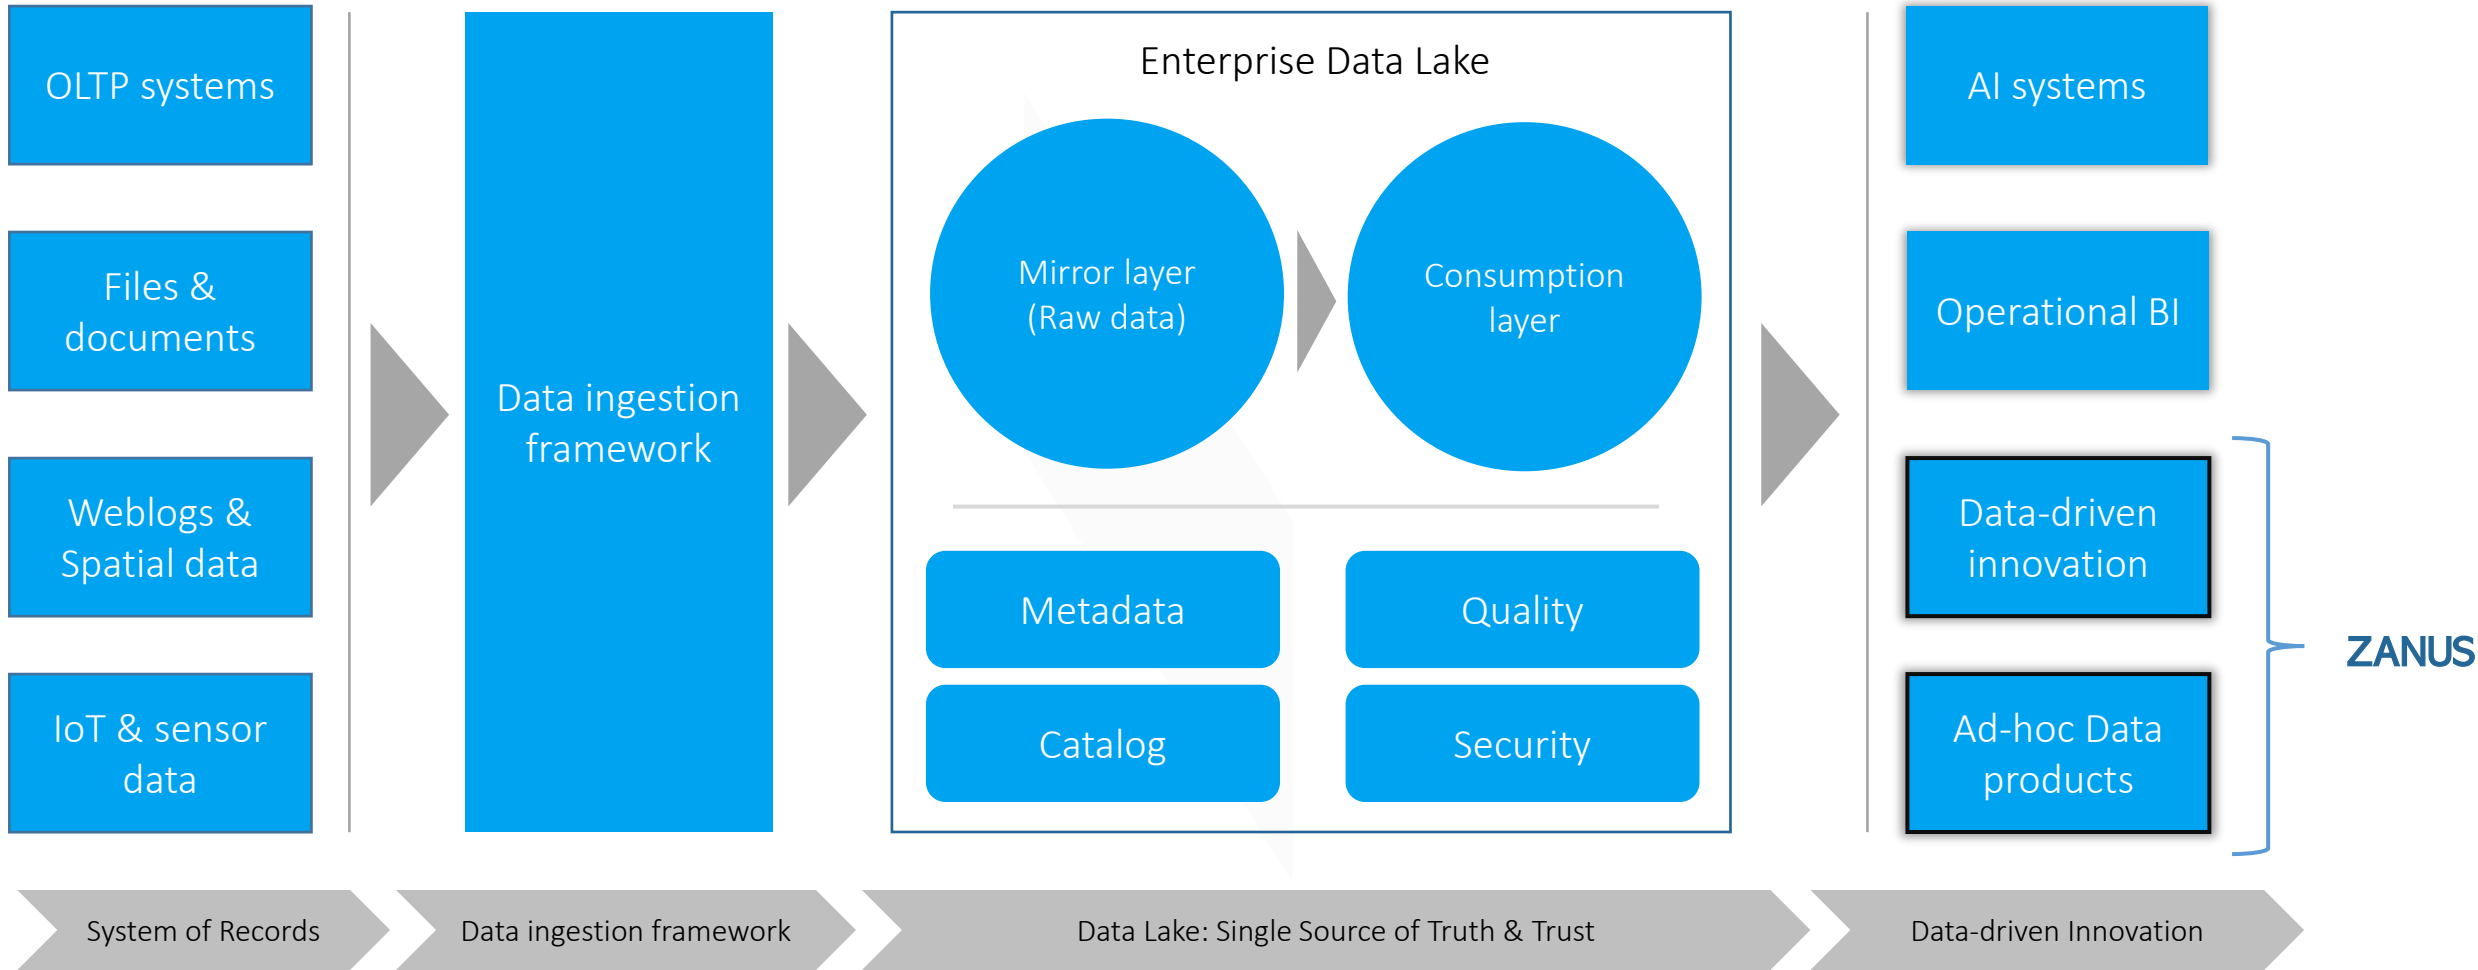 OLTP systems
Files &
documents
Weblogs &
Spatial data
IoT & sensor
data
Data ingestion
framework
Enterprise Data Lake
Mirror layer
(Raw data)
Consumption
layer
Metadata
Quality
Catalog
Security
AI systems
Operational BI
Data-driven
innovation
Ad-hoc Data
products
ZANUS
System of Records
Data ingestion framework
Data Lake: Single Source of Truth & Trust
Data-driven Innovation